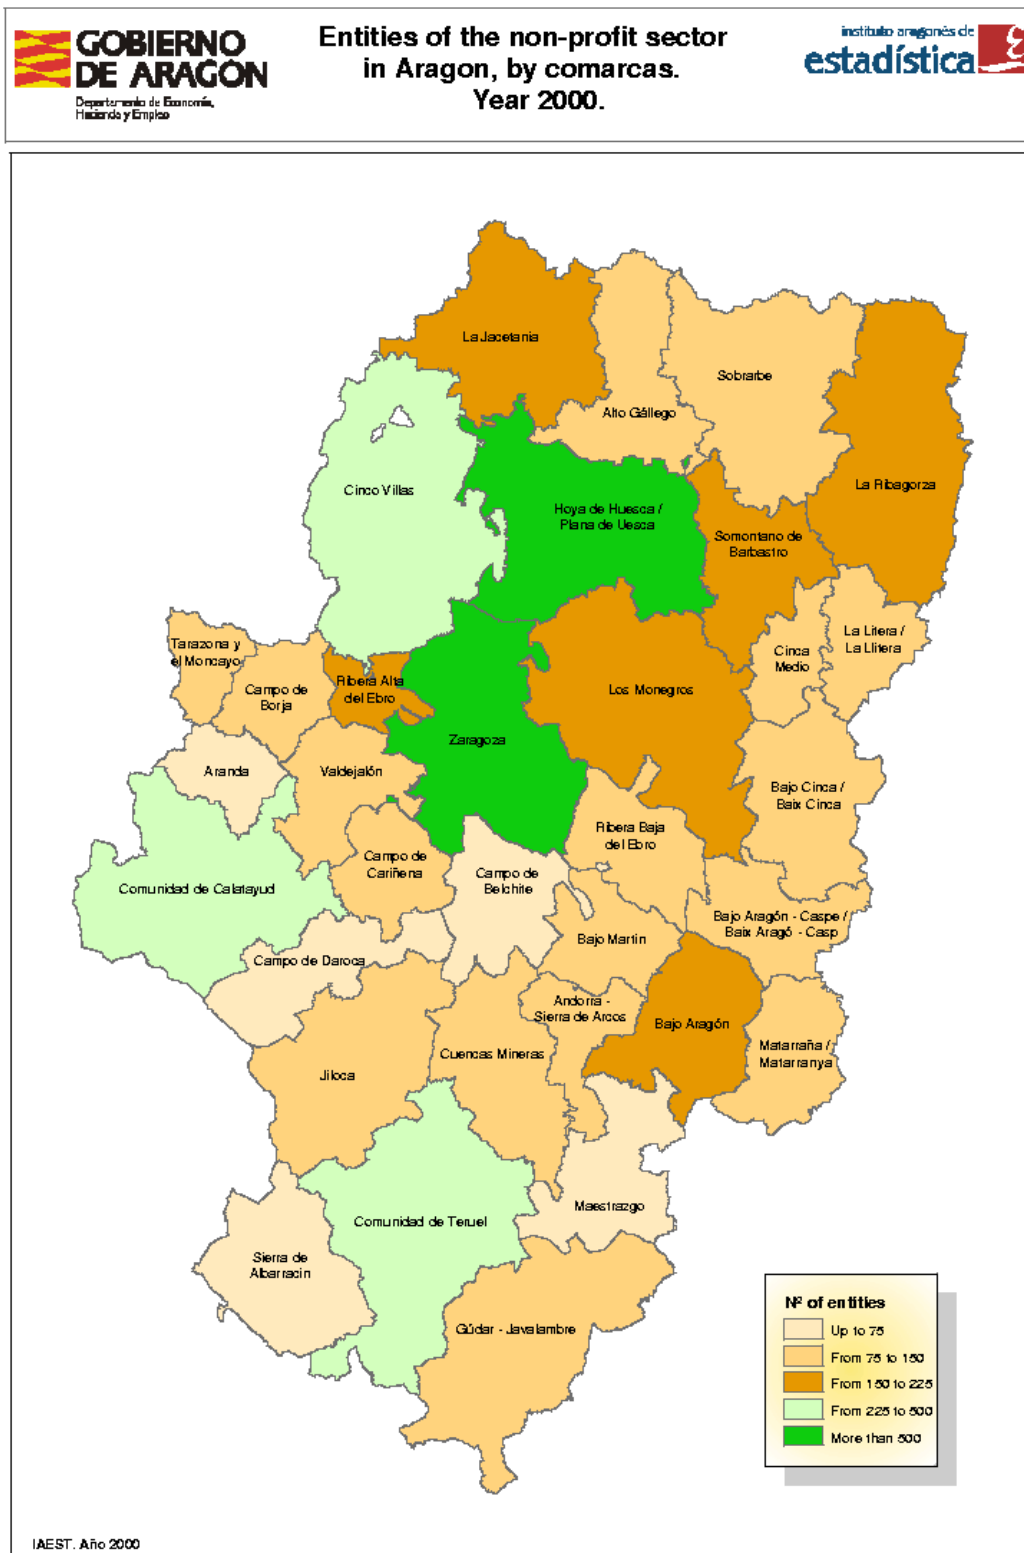 GOBIERNO
DE ARAGON
Departamento de Economía,
Hacienda y Empleo
Entities of the non-profit sector
in Aragon, by comarcas.
Year 2000.
instituto aragonés de
estadística
La Jacetania
Sobrarbe
Alto Gállego
Cinco Villas
La Ribagorza
Hoya de Huesca /
Plana de Uesca
Somontano de
Barbastro
Tarazona y
el Moncayo
La Litera /
La Llitera
Cinca
Medio
Ribera Alta
del Ebro
Campo de
Borja
Los Monegros
Zaragoza
Aranda
Valdejalón
Bajo Cinca /
Baix Cinca
Ribera Baja
del Ebro
Campo de
Cariñena
Campo de
Belchite
Comunidad de Calatayud
Bajo Aragón - Caspe /
Baix Aragó - Casp
Bajo Martín
Campo de Daroca
Andorra -
Sierra de Arcos
Bajo Aragón
Cuencas Mineras
Matarraña /
Matarranya
Jiloca
Maestrazgo
Comunidad de Teruel
Sierra de
Albarracín
Gúdar - Javalambre
Nº of entities
Up to 75
From 75 to 150
From 150 to 225
From 225 to 500
More than 500
IAEST. Año 2000